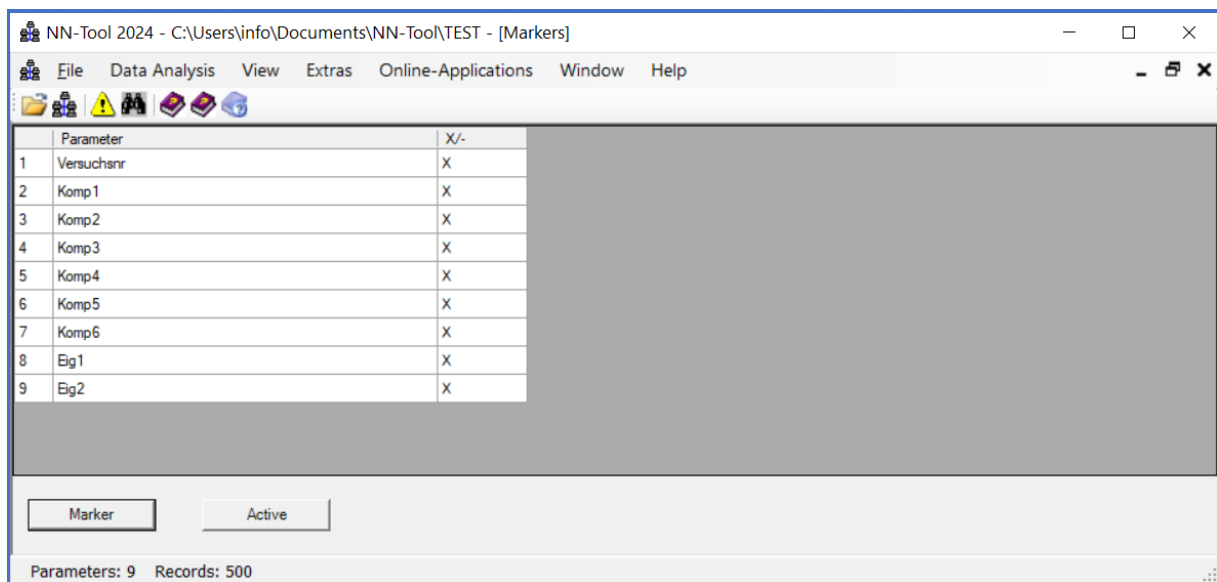 NN-Tool 2024 - C:\Users\info\Documents\NN-Tool\TEST - [Markers]
File Data Analysis View Extras Online-Applications Window Help
Parameter X/-
1 Versuchsnr X
2 Komp1 X
3 Komp2 X
4 Komp3 X
5 Komp4 X
6 Komp5 X
7 Komp6 X
8 Eig1 X
9 Eig2 X
Marker Active
Parameters: 9 Records: 500